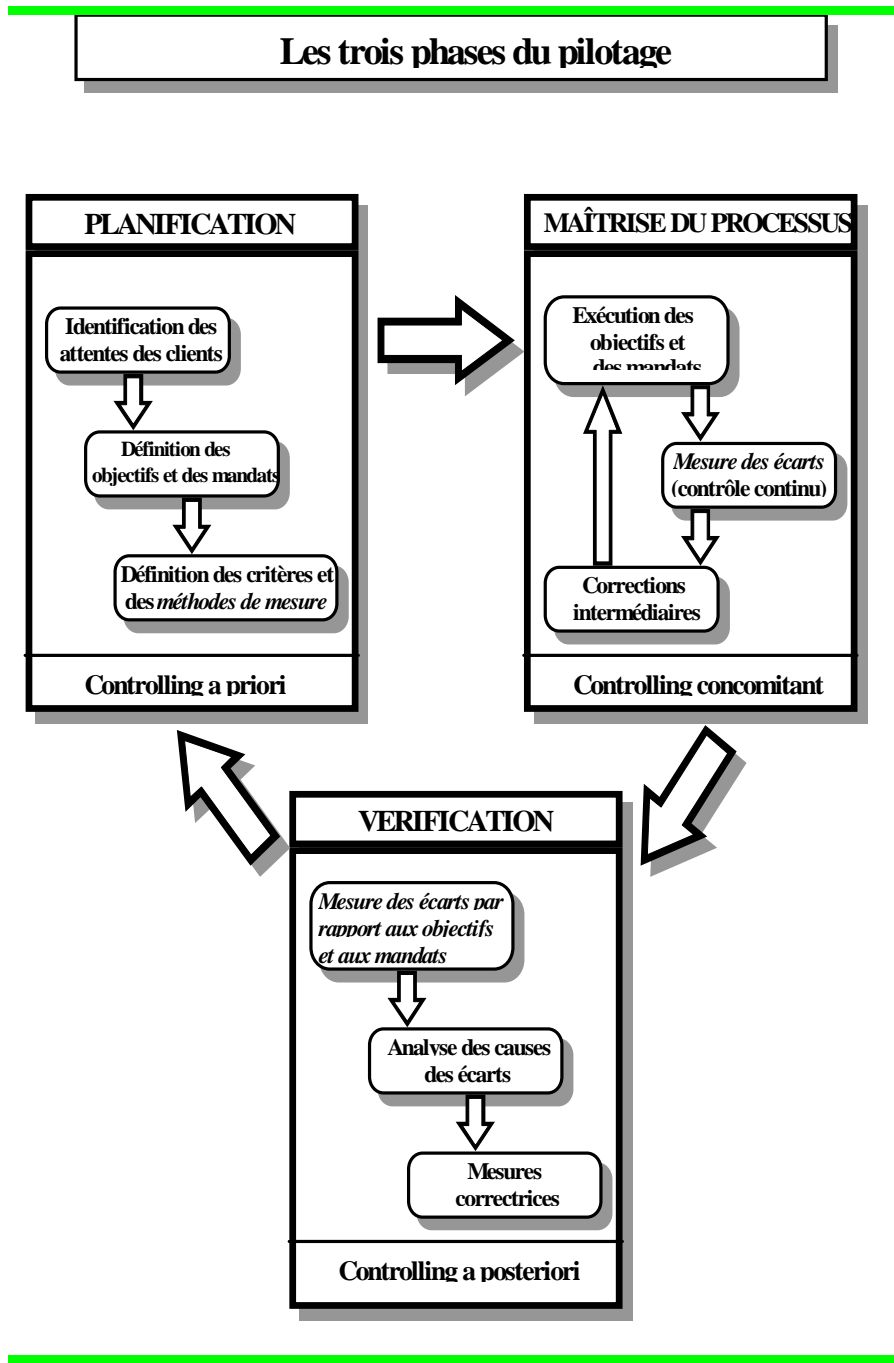 Les trois phases du pilotage
PLANIFICATION
Identification des
attentes des clients
Définition des
objectifs et des mandats
Définition des critères et
des méthodes de mesure
Controlling a priori
MAÎTRISE DU PROCESSUS
Exécution des
objectifs et
des mandats
Mesure des écarts
(contrôle continu)
Corrections
intermédiaires
Controlling concomitant
VERIFICATION
Mesure des écarts par
rapport aux objectifs
et aux mandats
Analyse des causes
des écarts
Mesures
correctrices
Controlling a posteriori